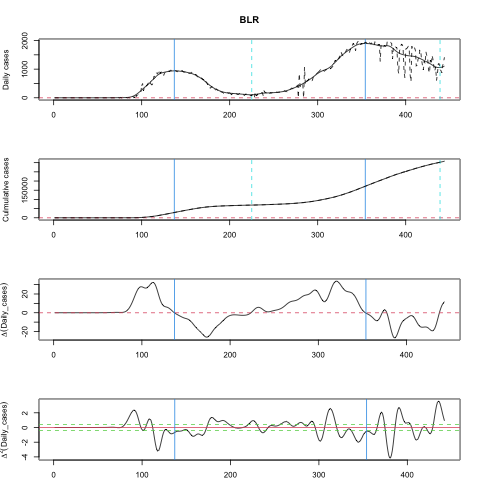 BLR
Daily cases
0 1000 2000
0 100 200 300 400
Culmulative cases
0 150000
0 100 200 300 400
Δ(Daily_cases)
-20 0 20
0 100 200 300 400
Δ²(Daily_cases)
-4 -2 0 2
0 100 200 300 400